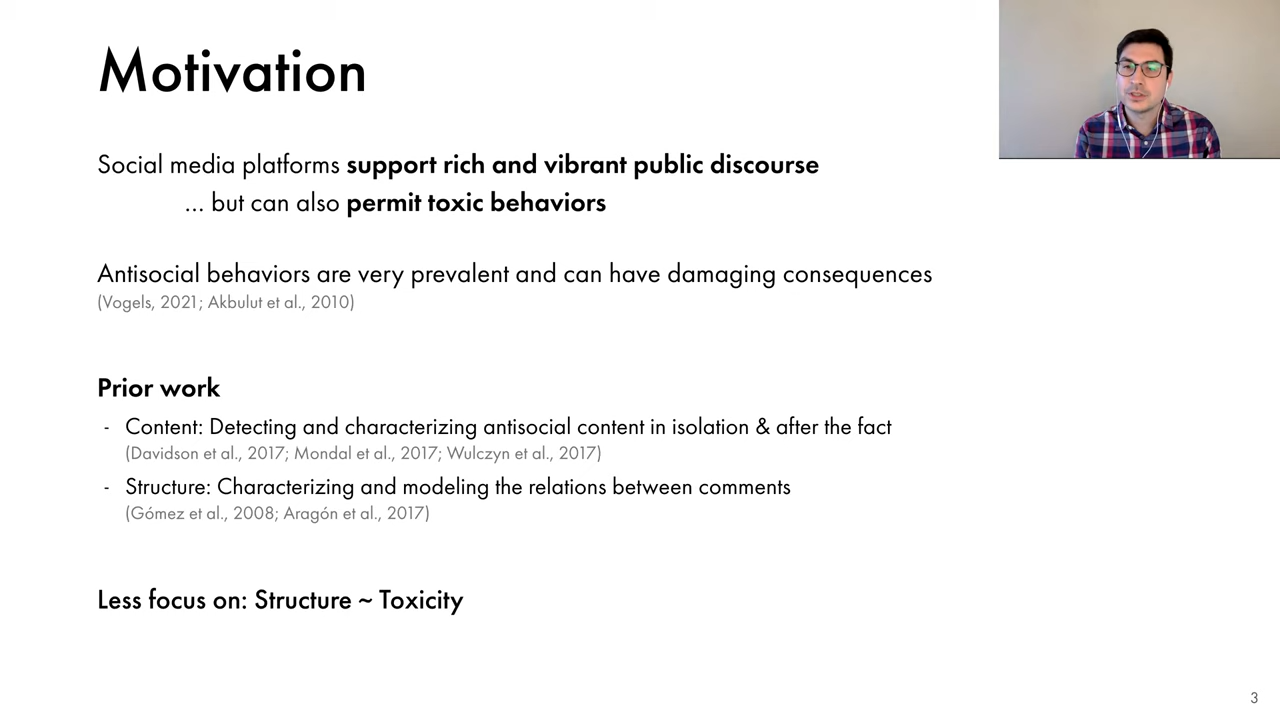 Motivation
Social media platforms support rich and vibrant public discourse
... but can also permit toxic behaviors
Antisocial behaviors are very prevalent and can have damaging consequences
(Vogels, 2021; Akbulut et al., 2010)
Prior work
- Content: Detecting and characterizing antisocial content in isolation & after the fact
(Davidson et al., 2017; Mondal et al., 2017; Wulczyn et al., 2017)
- Structure: Characterizing and modeling the relations between comments
(Gómez et al., 2008; Aragón et al., 2017)
Less focus on: Structure ~ Toxicity
3